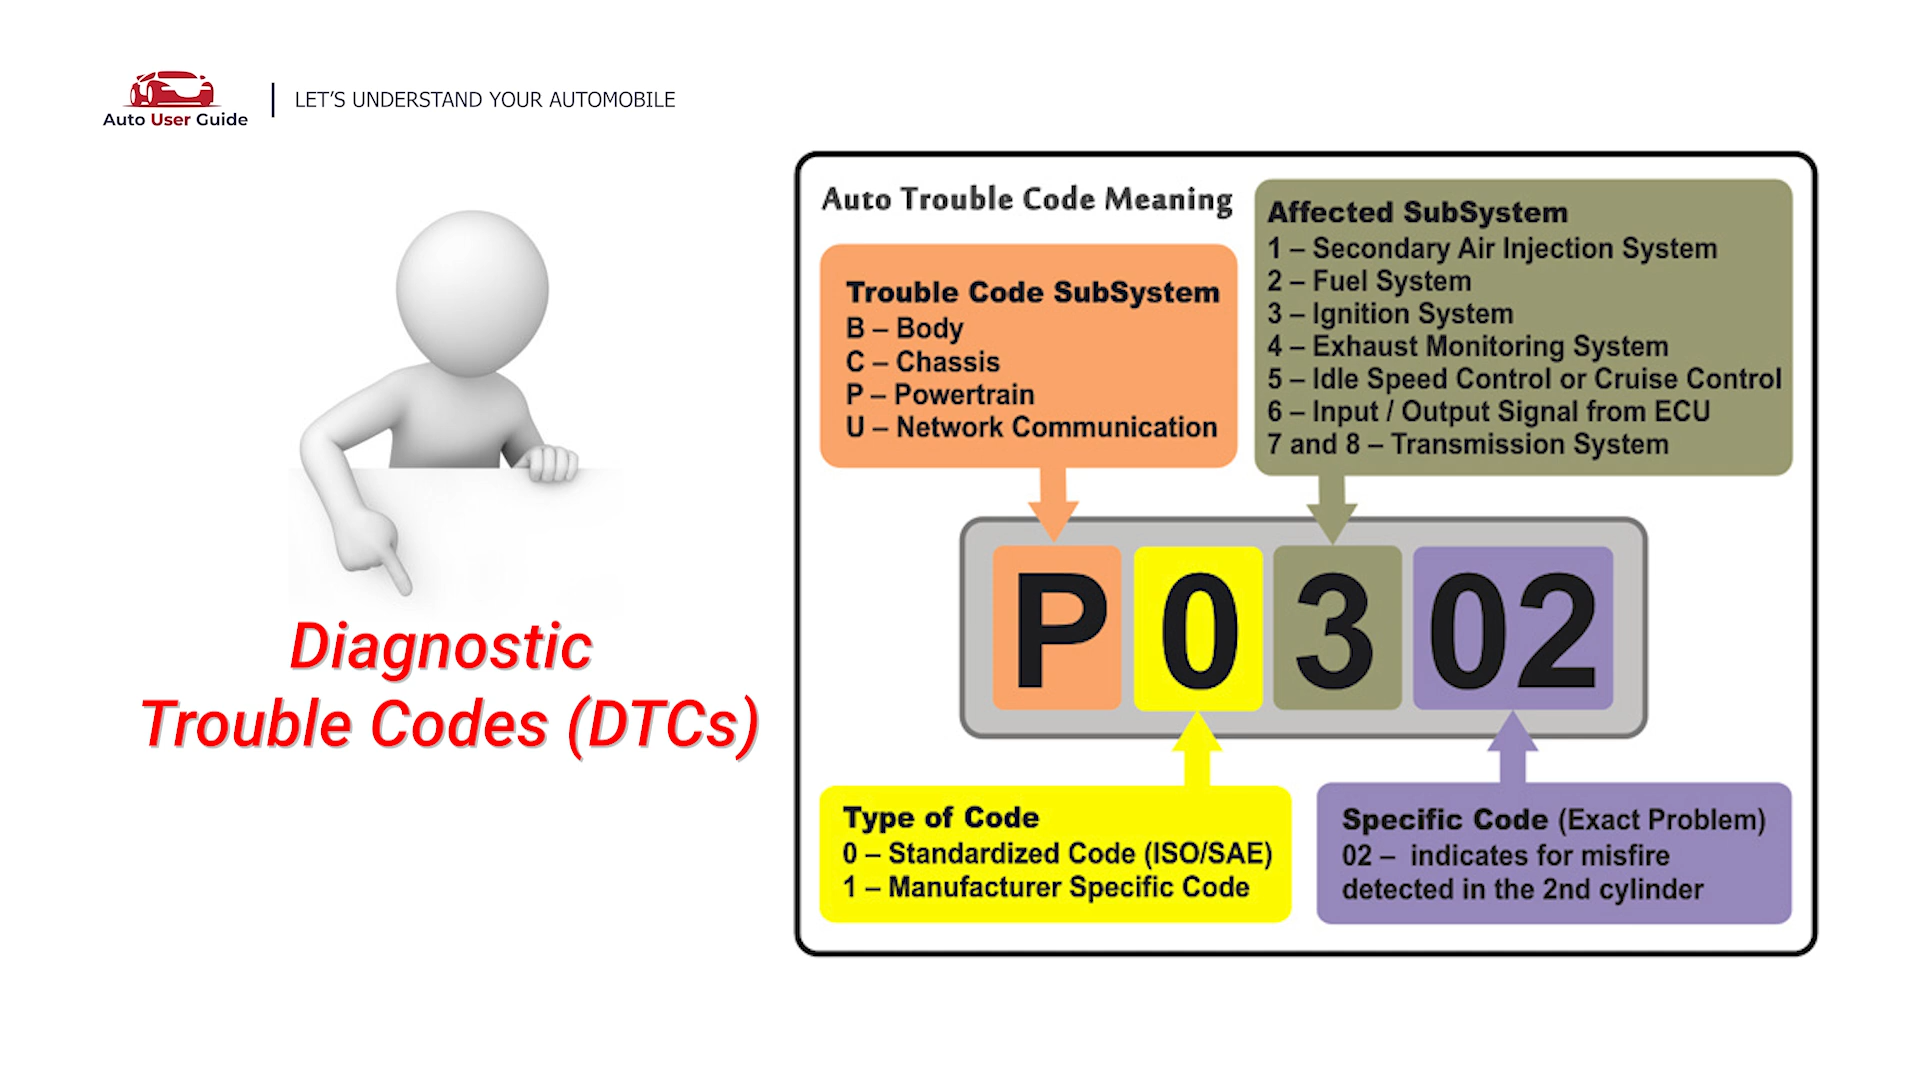 Auto User Guide
LET'S UNDERSTAND YOUR AUTOMOBILE
Diagnostic
Trouble Codes (DTCs)
Auto Trouble Code Meaning
Trouble Code SubSystem
B – Body
C – Chassis
P – Powertrain
U – Network Communication
Affected SubSystem
1 – Secondary Air Injection System
2 – Fuel System
3 – Ignition System
4 – Exhaust Monitoring System
5 – Idle Speed Control or Cruise Control
6 – Input / Output Signal from ECU
7 and 8 – Transmission System
P 0 3 02
Type of Code
0 – Standardized Code (ISO/SAE)
1 – Manufacturer Specific Code
Specific Code (Exact Problem)
02 – indicates for misfire
detected in the 2nd cylinder